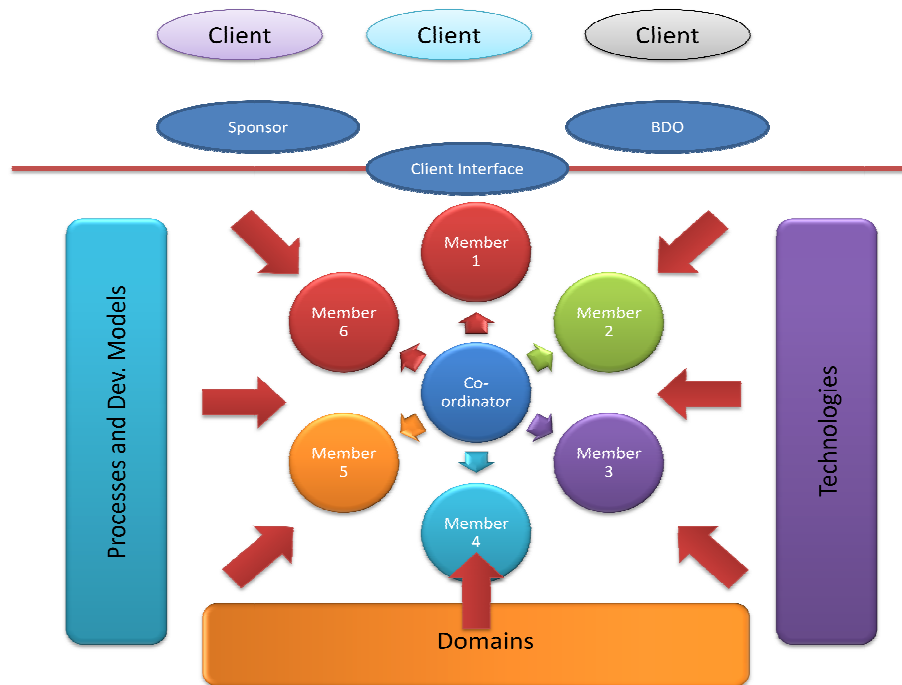 Client
Client
Client
Sponsor
BDO
Client Interface
Member
1
Member
6
Member
2
Co-
ordinator
Member
5
Member
3
Member
4
Processes and Dev. Models
Technologies
Domains